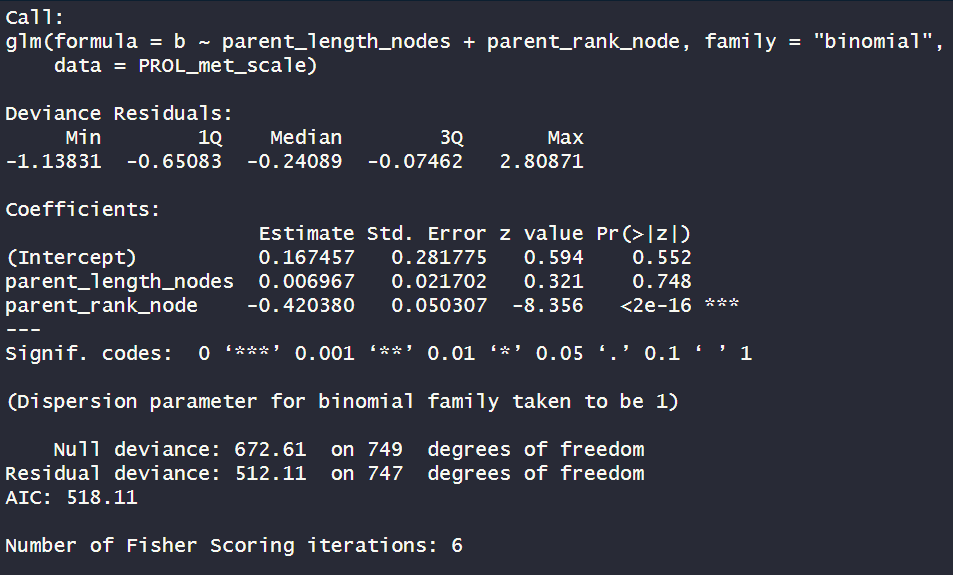 Call:
glm(formula = b ~ parent_length_nodes + parent_rank_node, family = "binomial",
    data = PROL_met_scale)

Deviance Residuals:
     Min        1Q    Median        3Q       Max
-1.13831  -0.65083  -0.24089  -0.07462   2.80871

Coefficients:
                     Estimate Std. Error z value Pr(>|z|)
(Intercept)          0.167457   0.281775   0.594    0.552
parent_length_nodes  0.006967   0.021702   0.321    0.748
parent_rank_node    -0.420380   0.050307  -8.356   <2e-16 ***
---
Signif. codes:  0 ‘***’ 0.001 ‘**’ 0.01 ‘*’ 0.05 ‘.’ 0.1 ‘ ’ 1

(Dispersion parameter for binomial family taken to be 1)

    Null deviance: 672.61  on 749  degrees of freedom
Residual deviance: 512.11  on 747  degrees of freedom
AIC: 518.11

Number of Fisher Scoring iterations: 6